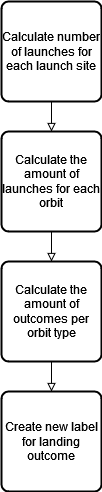 Calculate number
of launches for
each launch site
Calculate the
amount of
launches for each
orbit
Calculate the
amount of
outcomes per
orbit type
Create new label
for landing
outcome